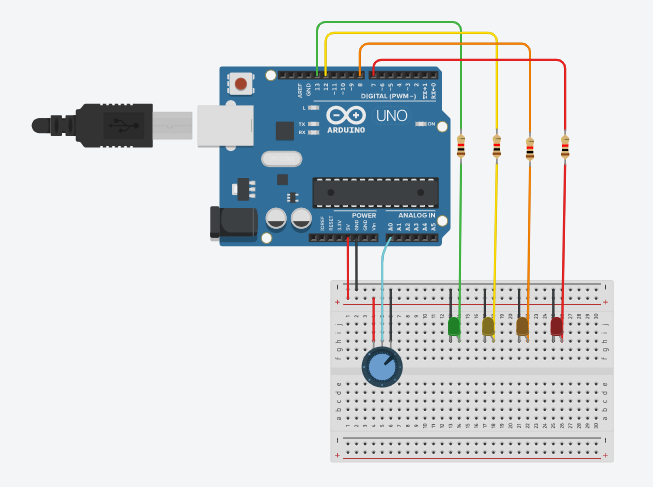 AREF
GND
13
12
~11
~10
~9
8
7
~6
~5
4
~3
2
TX→1
RX←0
DIGITAL (PWM~)
L
TX
RX
UNO
ARDUINO
ON
POWER
ANALOG IN
IOREF
RESET
3.3V
5V
GND
GND
Vin
A0
A1
A2
A3
A4
A5